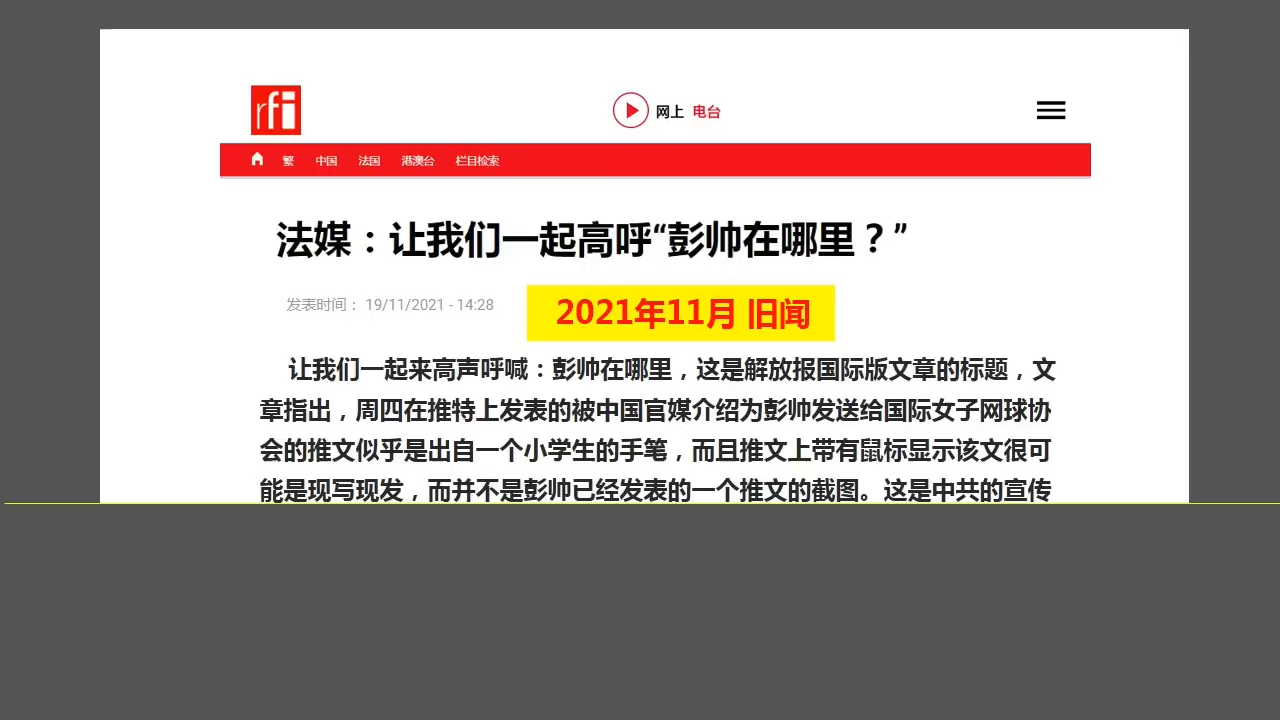 rfi
网上 电台
繁 中国 法国 港澳台 栏目检索
法媒：让我们一起高呼“彭帅在哪里？”
发表时间： 19/11/2021 - 14:28
2021年11月 旧闻
让我们一起来高声呼喊：彭帅在哪里，这是解放报国际版文章的标题，文
章指出，周四在推特上发表的被中国官媒介绍为彭帅发送给国际女子网球协
会的推文似乎是出自一个小学生的手笔，而且推文上带有鼠标显示该文很可
能是现写现发，而并不是彭帅已经发表的一个推文的截图。这是中共的宣传